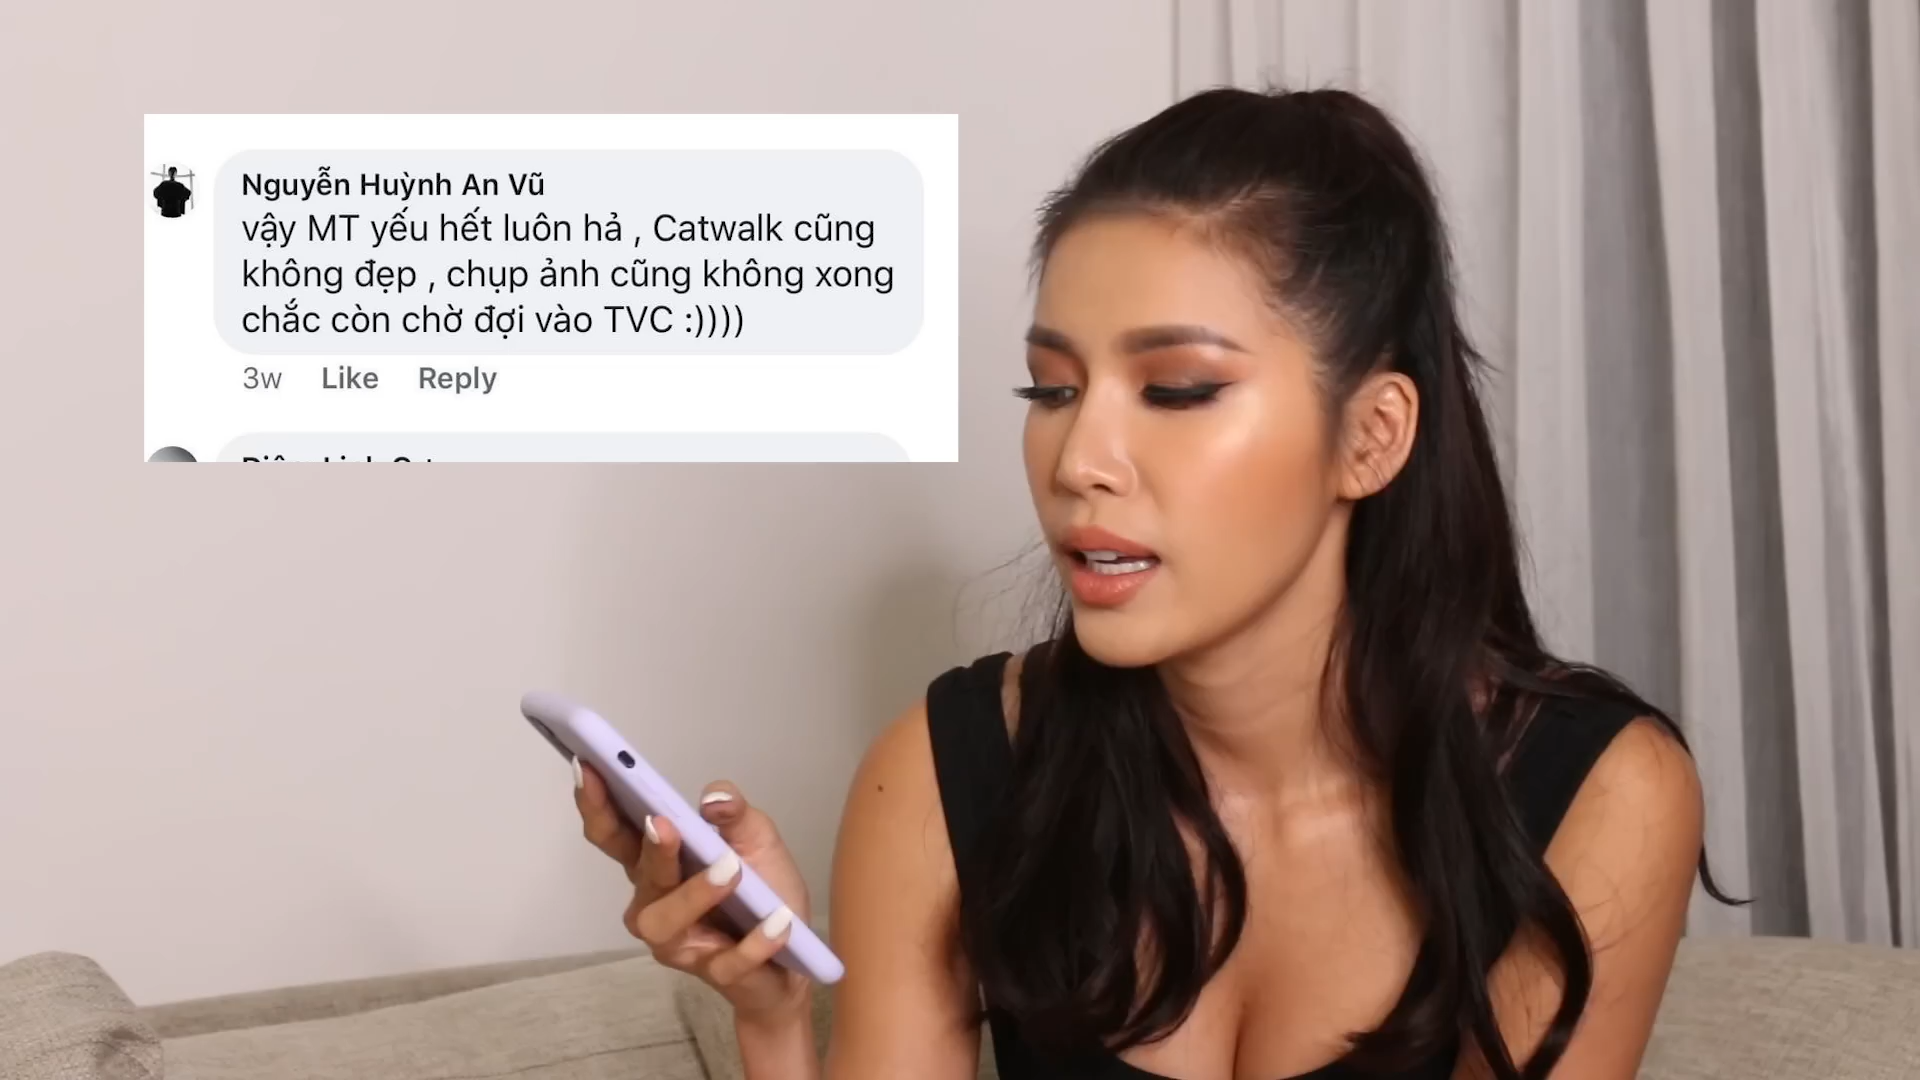 Nguyễn Huỳnh An Vũ
vậy MT yếu hết luôn hả , Catwalk cũng
không đẹp , chụp ảnh cũng không xong
chắc còn chờ đợi vào TVC :))))
3w Like Reply